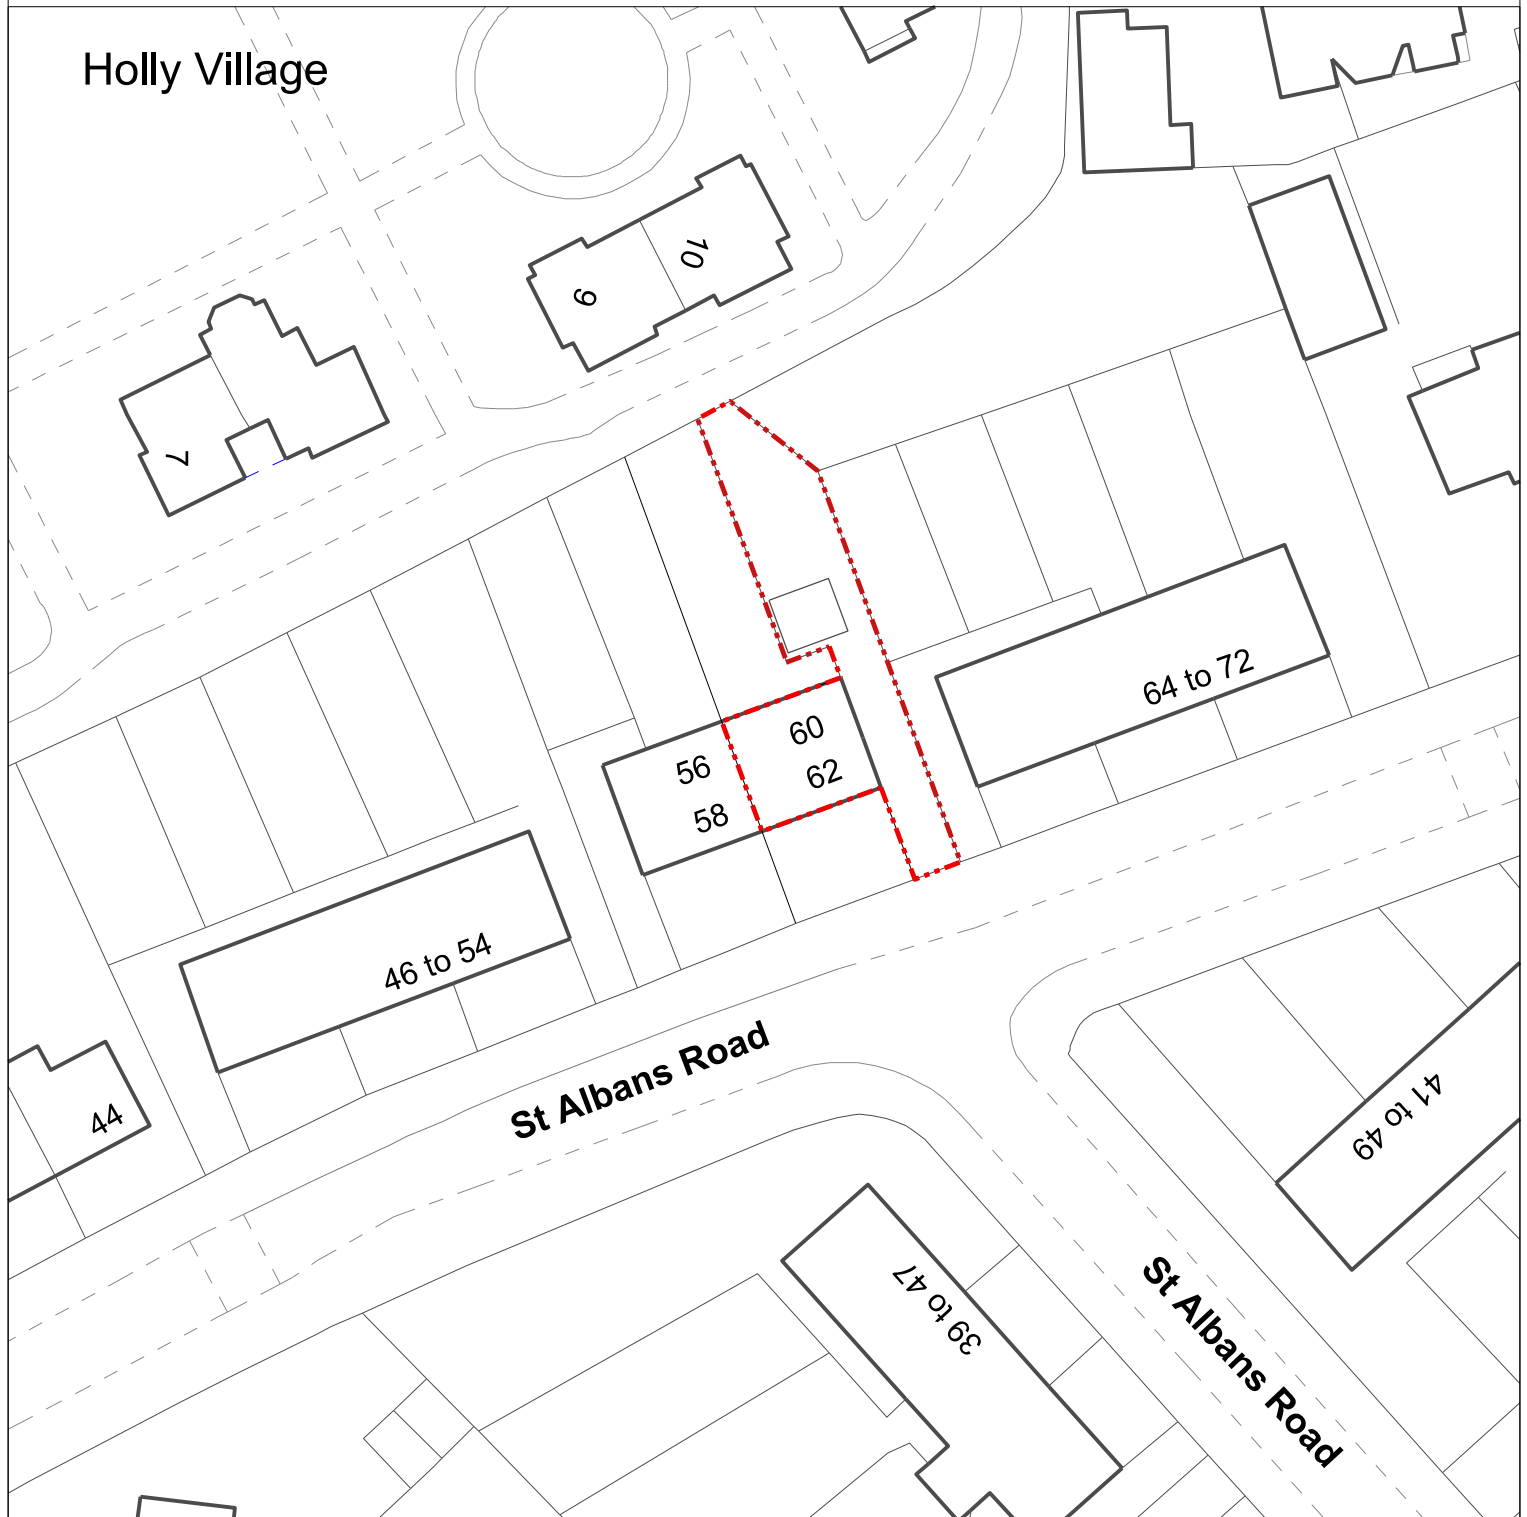 Holly Village
10
9
7
64 to 72
60
56
62
58
46 to 54
St Albans Road
44
41 to 49
39 to 47
St Albans Road